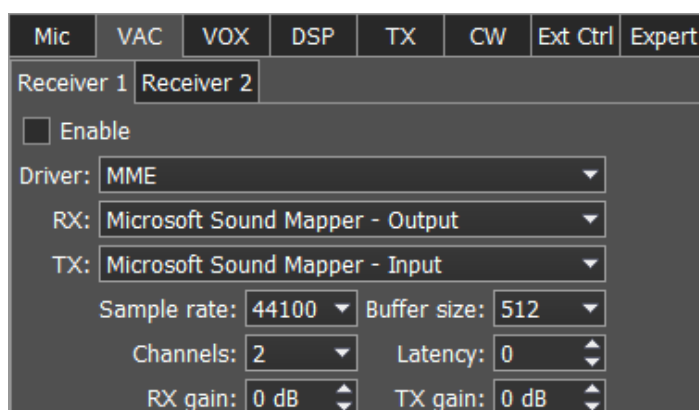 Mic VAC VOX DSP TX CW Ext Ctrl Expert
Receiver 1 Receiver 2
Enable
Driver: MME
RX: Microsoft Sound Mapper - Output
TX: Microsoft Sound Mapper - Input
Sample rate: 44100 Buffer size: 512
Channels: 2 Latency: 0
RX gain: 0 dB TX gain: 0 dB